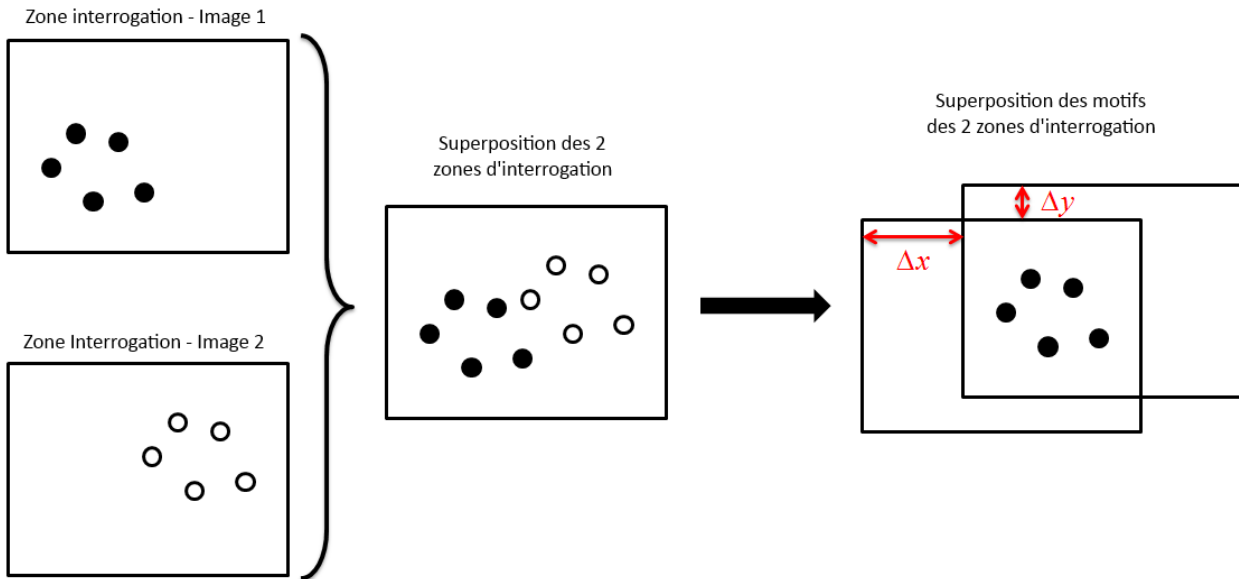 Zone interrogation - Image 1
Zone Interrogation - Image 2
Superposition des 2
zones d'interrogation
Superposition des motifs
des 2 zones d'interrogation
Δx
Δy